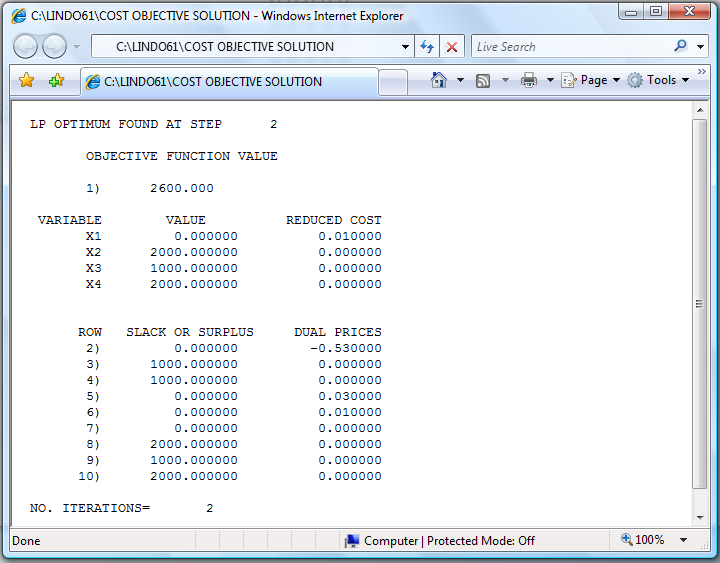 C:\LINDO61\COST OBJECTIVE SOLUTION - Windows Internet Explorer
C:\LINDO61\COST OBJECTIVE SOLUTION
Live Search
C:\LINDO61\COST OBJECTIVE SOLUTION
Page
Tools
LP OPTIMUM FOUND AT STEP 2
OBJECTIVE FUNCTION VALUE
1) 2600.000
VARIABLE VALUE REDUCED COST
X1 0.000000 0.010000
X2 2000.000000 0.000000
X3 1000.000000 0.000000
X4 2000.000000 0.000000
ROW SLACK OR SURPLUS DUAL PRICES
2) 0.000000 -0.530000
3) 1000.000000 0.000000
4) 1000.000000 0.000000
5) 0.000000 0.030000
6) 0.000000 0.010000
7) 0.000000 0.000000
8) 2000.000000 0.000000
9) 1000.000000 0.000000
10) 2000.000000 0.000000
NO. ITERATIONS= 2
Done
Computer | Protected Mode: Off
100%